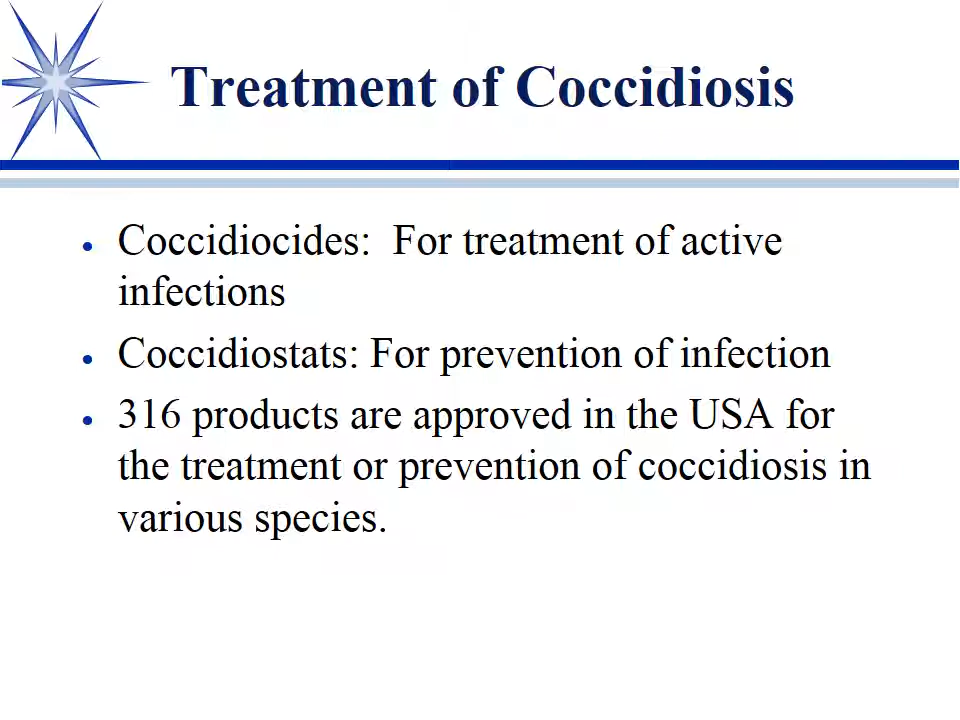 Treatment of Coccidiosis
• Coccidiocides:  For treatment of active
infections
• Coccidiostats: For prevention of infection
• 316 products are approved in the USA for
the treatment or prevention of coccidiosis in
various species.